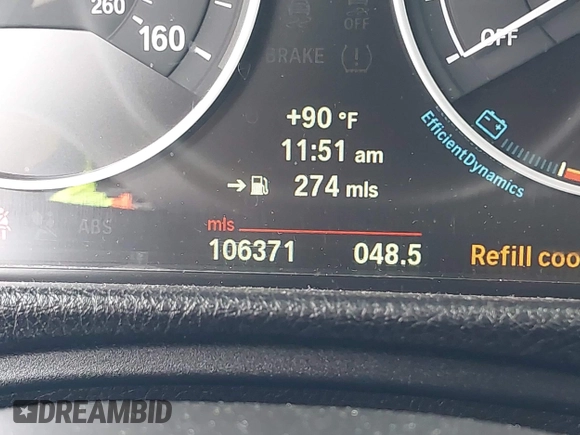 260
160
OFF
OFF
BRAKE
+90 °F
11:51 am
274 mls
EfficientDynamics
ABS
mls
106371 048.5 Refill coo
DREAMBID